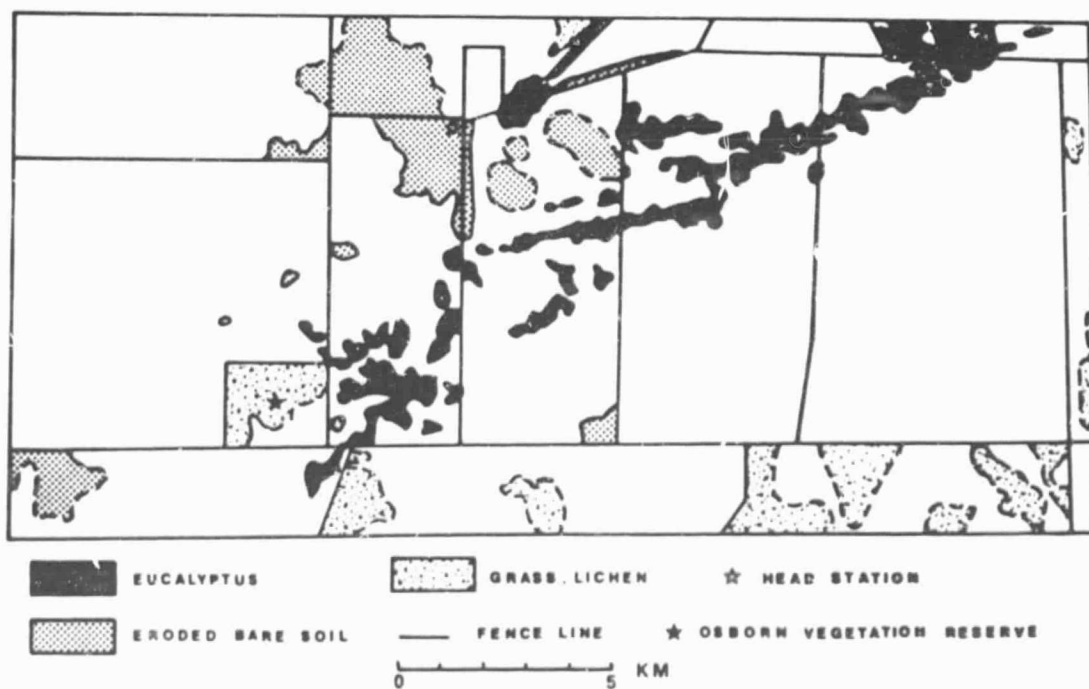 EUCALYPTUS GRASS, LICHEN ☆ HEAD STATION
ERODED BARE SOIL FENCE LINE ★ OSBORN VEGETATION RESERVE
0 5 KM